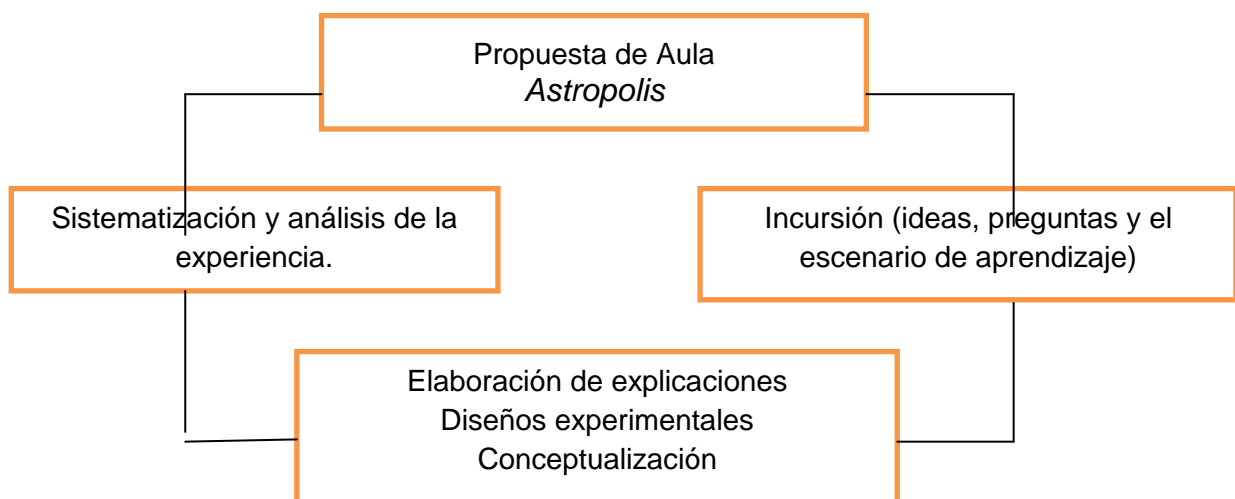 Propuesta de Aula
Astropolis
Sistematización y análisis de la
experiencia.
Incursión (ideas, preguntas y el
escenario de aprendizaje)
Elaboración de explicaciones
Diseños experimentales
Conceptualización